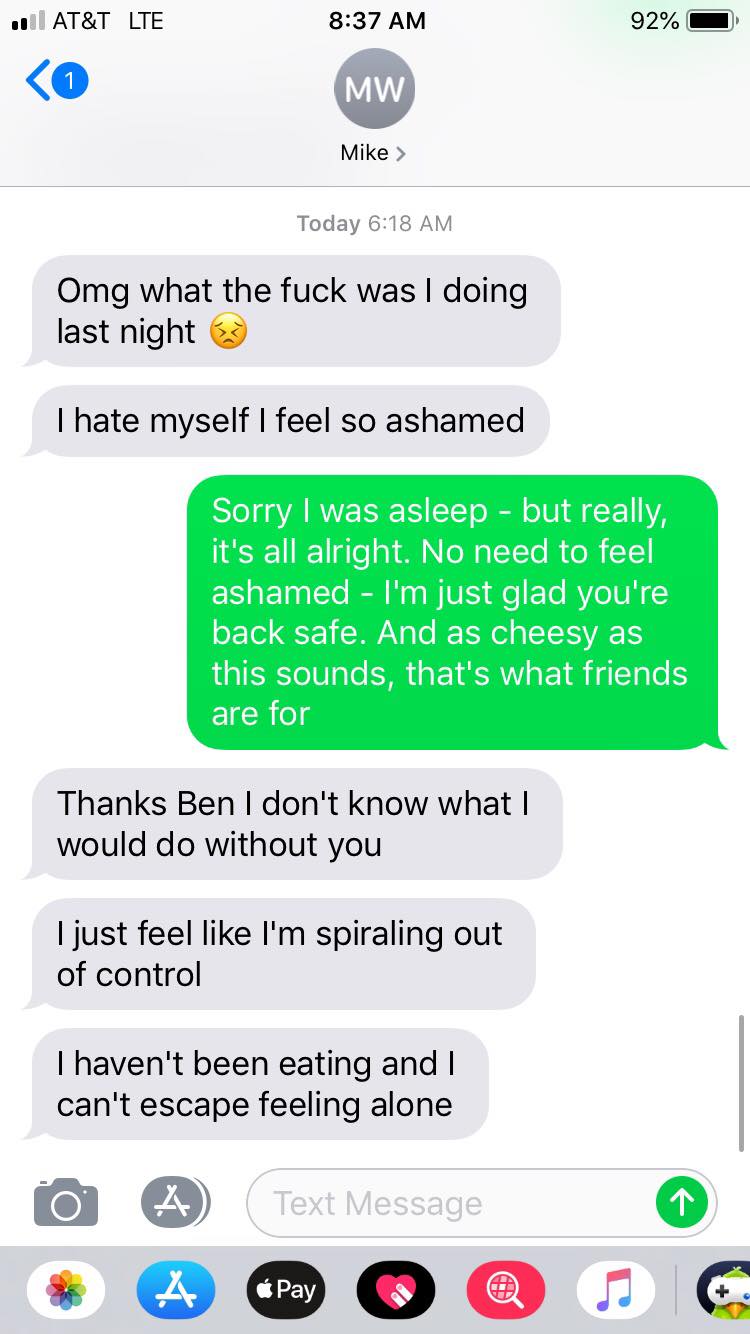 AT&T LTE 8:37 AM 92%
1
MW
Mike
Today 6:18 AM
Omg what the fuck was I doing
last night 😣
I hate myself I feel so ashamed
Sorry I was asleep - but really,
it's all alright. No need to feel
ashamed - I'm just glad you're
back safe. And as cheesy as
this sounds, that's what friends
are for
Thanks Ben I don't know what I
would do without you
I just feel like I'm spiraling out
of control
I haven't been eating and I
can't escape feeling alone
Text Message
Pay